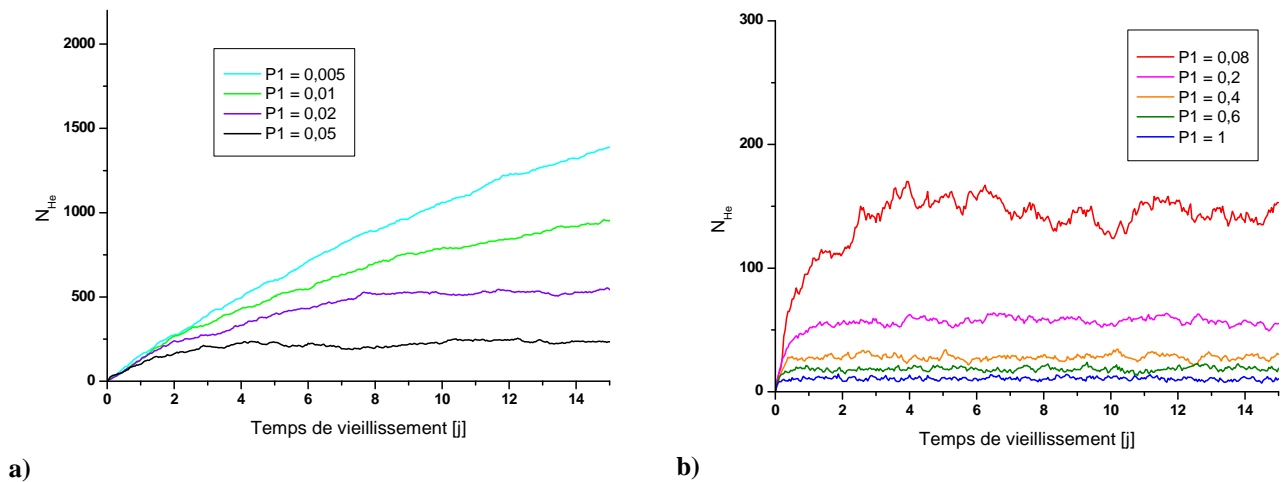 2000
1500
1000
500
0
N_He
0 2 4 6 8 10 12 14
Temps de vieillissement [j]
P1 = 0,005
P1 = 0,01
P1 = 0,02
P1 = 0,05
a)
300
200
100
0
N_He
0 2 4 6 8 10 12 14
Temps de vieillissement [j]
P1 = 0,08
P1 = 0,2
P1 = 0,4
P1 = 0,6
P1 = 1
b)